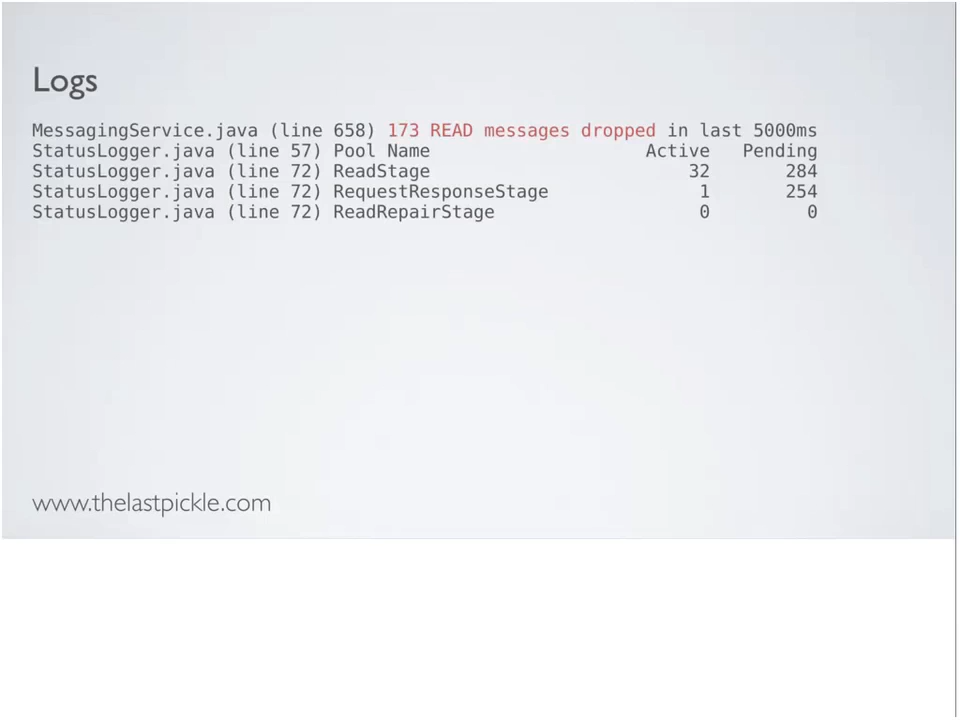 Logs
MessagingService.java (line 658) 173 READ messages dropped in last 5000ms
StatusLogger.java (line 57) Pool Name                    Active   Pending
StatusLogger.java (line 72) ReadStage                        32       284
StatusLogger.java (line 72) RequestResponseStage              1       254
StatusLogger.java (line 72) ReadRepairStage                   0         0
www.thelastpickle.com